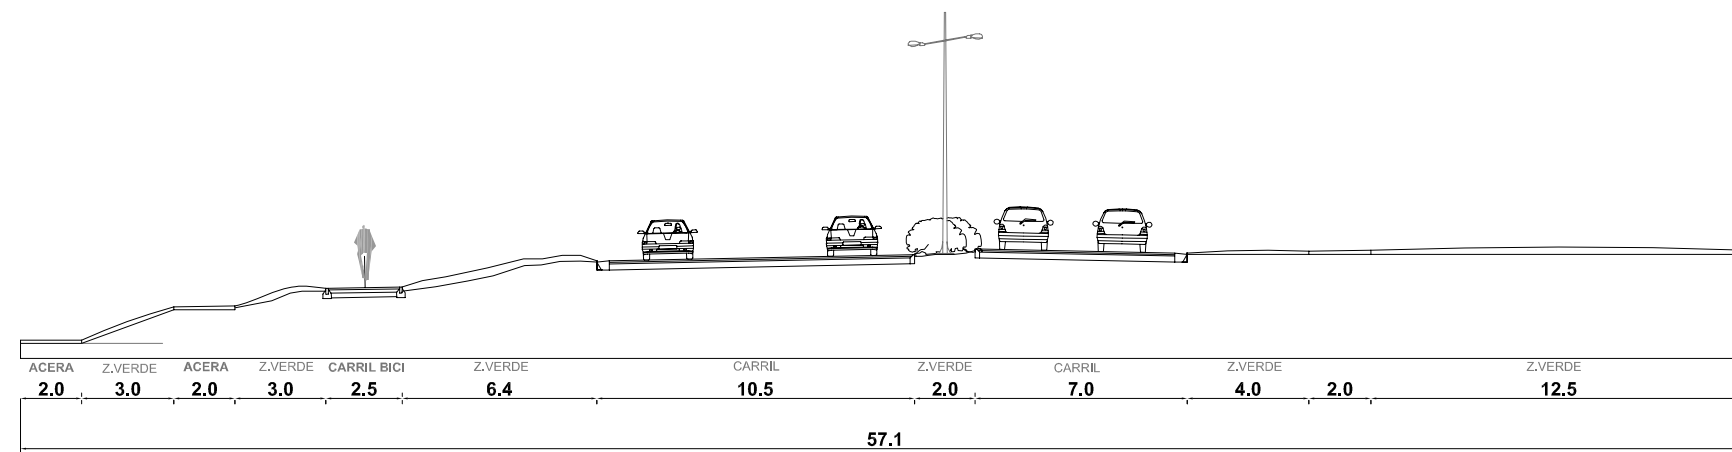 ACERA Z.VERDE ACERA Z.VERDE CARRIL BICI Z.VERDE CARRIL Z.VERDE CARRIL Z.VERDE Z.VERDE
2.0 3.0 2.0 3.0 2.5 6.4 10.5 2.0 7.0 4.0 2.0 12.5
57.1